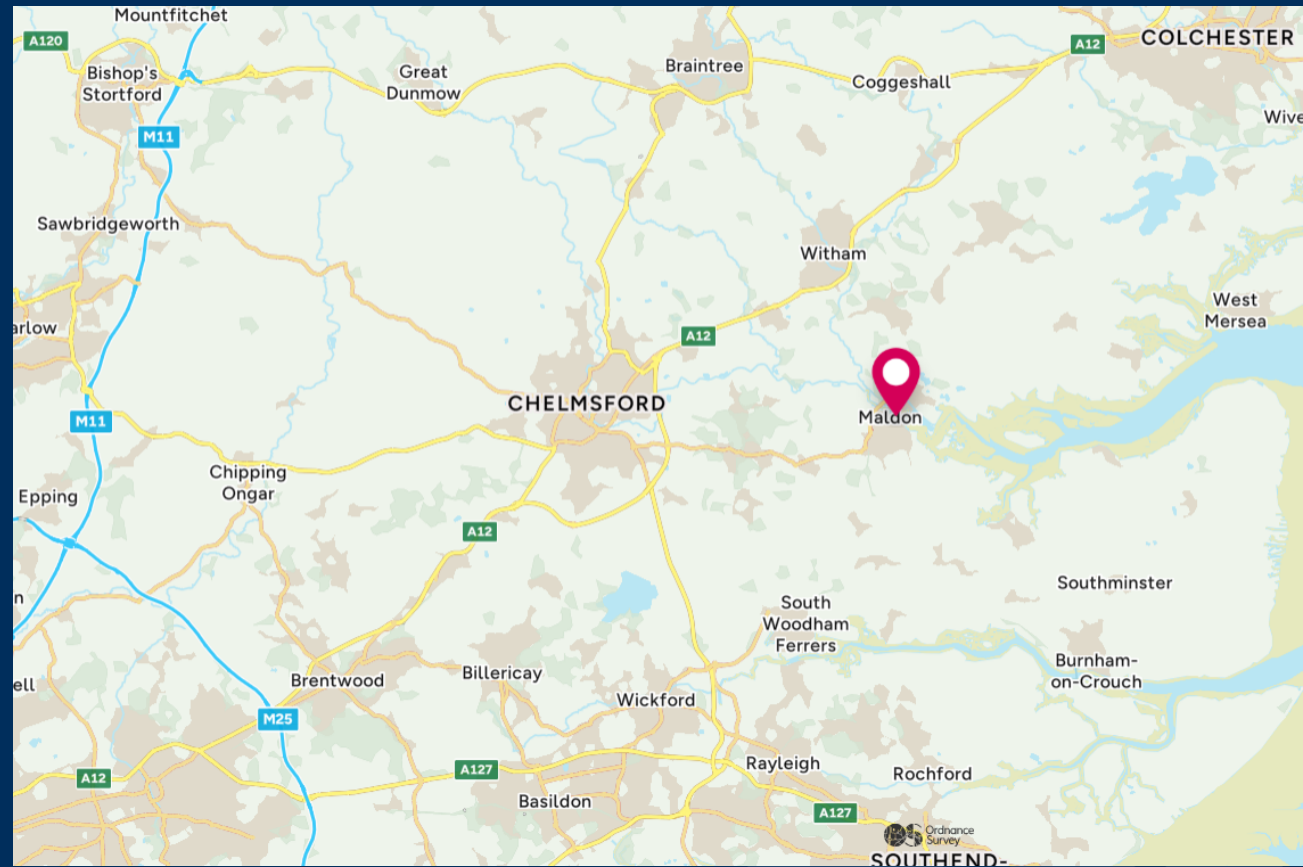 Mountfitchet
A120
A12
COLCHESTER
Bishop's
Stortford
Great
Dunmow
Braintree
Coggeshall
Wive
M11
Sawbridgeworth
Witham
West
Mersea
arlow
A12
CHELMSFORD
Maldon
M11
Chipping
Ongar
Epping
A12
n
Southminster
South
Woodham
Ferrers
Burnham-
on-Crouch
ell
Brentwood
Billericay
Wickford
M25
A12
A127
Rayleigh
Rochford
Basildon
A127
Ordnance
Survey
SOUTHEND-